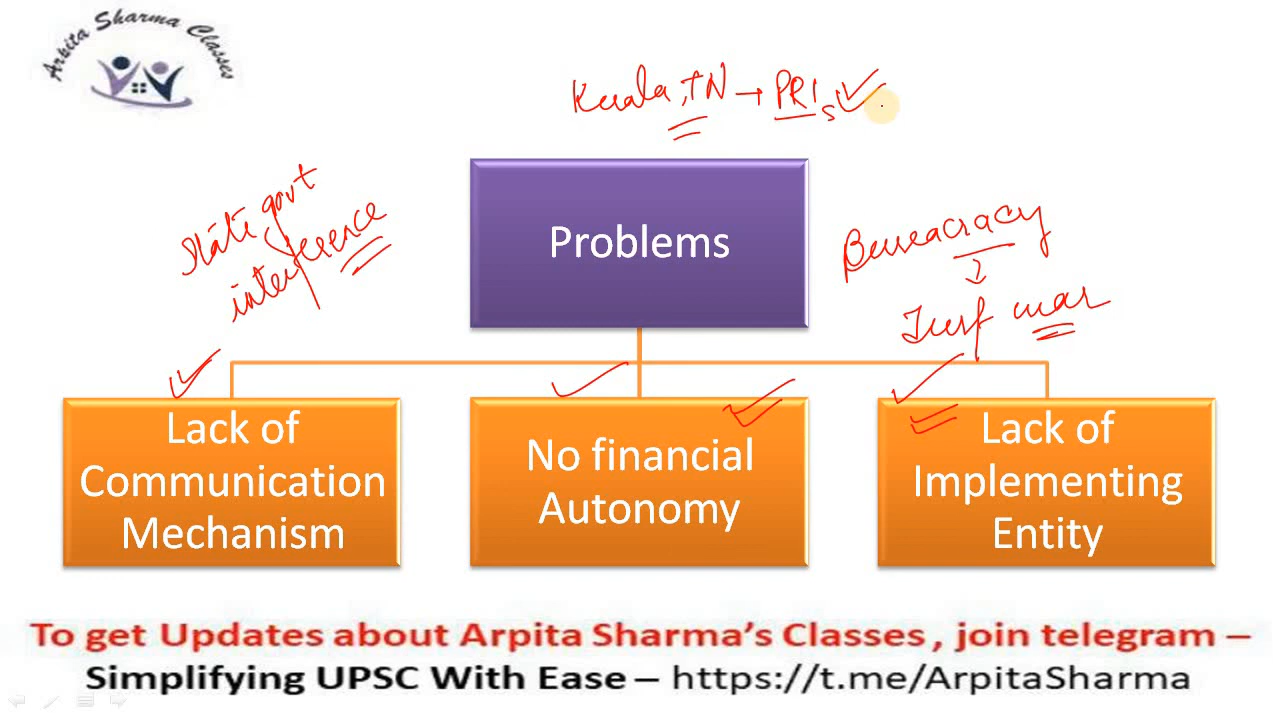 Arpita Sharma Classes
Kerala, TN → PRIs
State govt
interference
Problems
Bureacracy
Turf war
Lack of
Communication
Mechanism
No financial
Autonomy
Lack of
Implementing
Entity
To get Updates about Arpita Sharma's Classes , join telegram –
Simplifying UPSC With Ease – https://t.me/ArpitaSharma